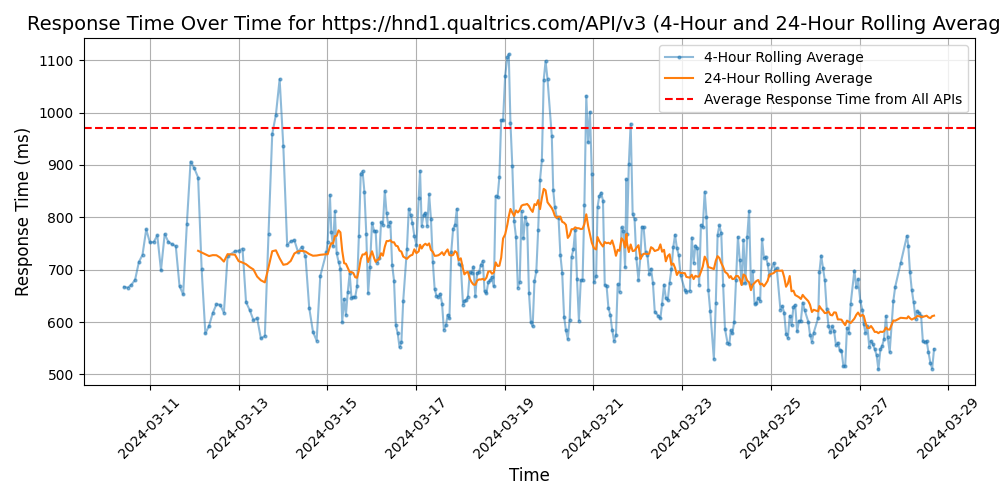 Response Time Over Time for https://hnd1.qualtrics.com/API/v3 (4-Hour and 24-Hour Rolling Averag
1100
1000
900
800
700
600
500
Response Time (ms)
4-Hour Rolling Average
24-Hour Rolling Average
Average Response Time from All APIs
2024-03-11
2024-03-13
2024-03-15
2024-03-17
2024-03-19
2024-03-21
2024-03-23
2024-03-25
2024-03-27
2024-03-29
Time